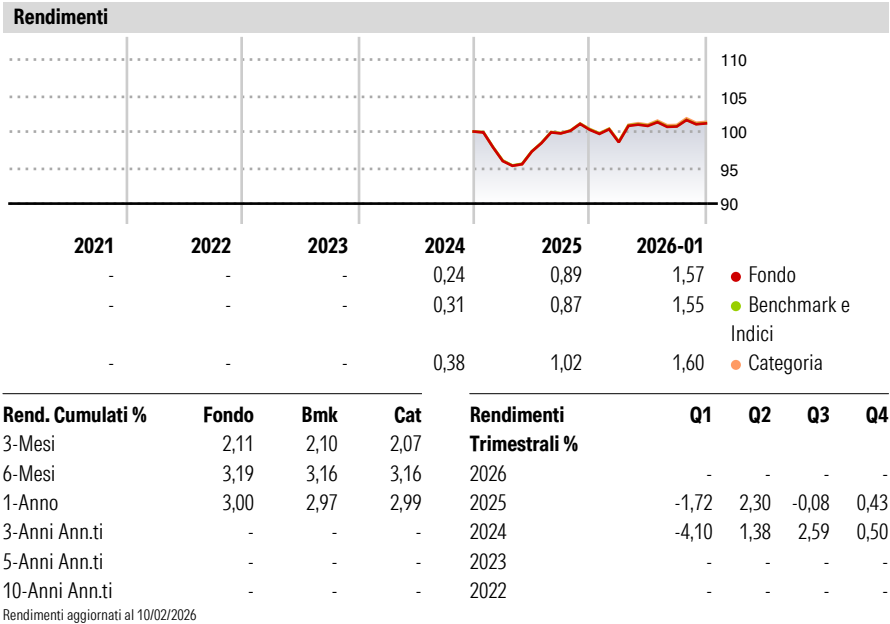 Rendimenti
110
105
100
95
90
2021 2022 2023 2024 2025 2026-01
- - - 0,24 0,89 1,57 Fondo
- - - 0,31 0,87 1,55 Benchmark e
Indici
- - - 0,38 1,02 1,60 Categoria
Rend. Cumulati % Fondo Bmk Cat
3-Mesi 2,11 2,10 2,07
6-Mesi 3,19 3,16 3,16
1-Anno 3,00 2,97 2,99
3-Anni Ann.ti - - -
5-Anni Ann.ti - - -
10-Anni Ann.ti - - -
Rendimenti Q1 Q2 Q3 Q4
Trimestrali %
2026 - - - -
2025 -1,72 2,30 -0,08 0,43
2024 -4,10 1,38 2,59 0,50
2023 - - - -
2022 - - - -
Rendimenti aggiornati al 10/02/2026